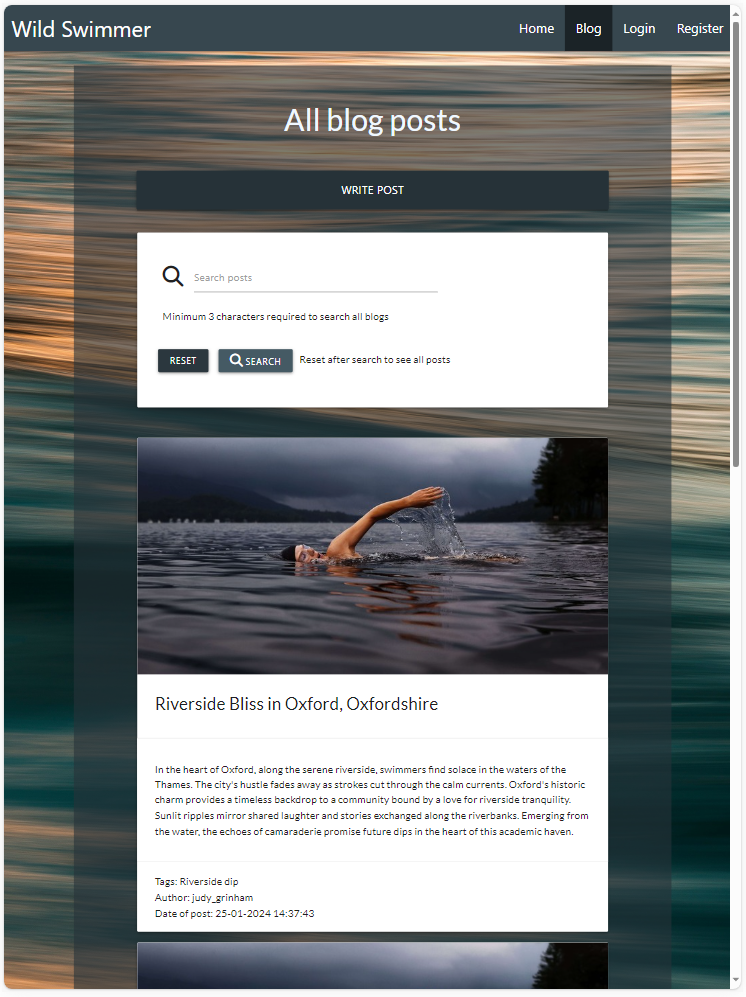 Wild Swimmer
Home Blog Login Register
All blog posts
WRITE POST
Search posts
Minimum 3 characters required to search all blogs
RESET SEARCH Reset after search to see all posts
Riverside Bliss in Oxford, Oxfordshire
In the heart of Oxford, along the serene riverside, swimmers find solace in the waters of the
Thames. The city's hustle fades away as strokes cut through the calm currents. Oxford's historic
charm provides a timeless backdrop to a community bound by a love for riverside tranquility.
Sunlit ripples mirror shared laughter and stories exchanged along the riverbanks. Emerging from
the water, the echoes of camaraderie promise future dips in the heart of this academic haven.
Tags: Riverside dip
Author: judy_grinham
Date of post: 25-01-2024 14:37:43